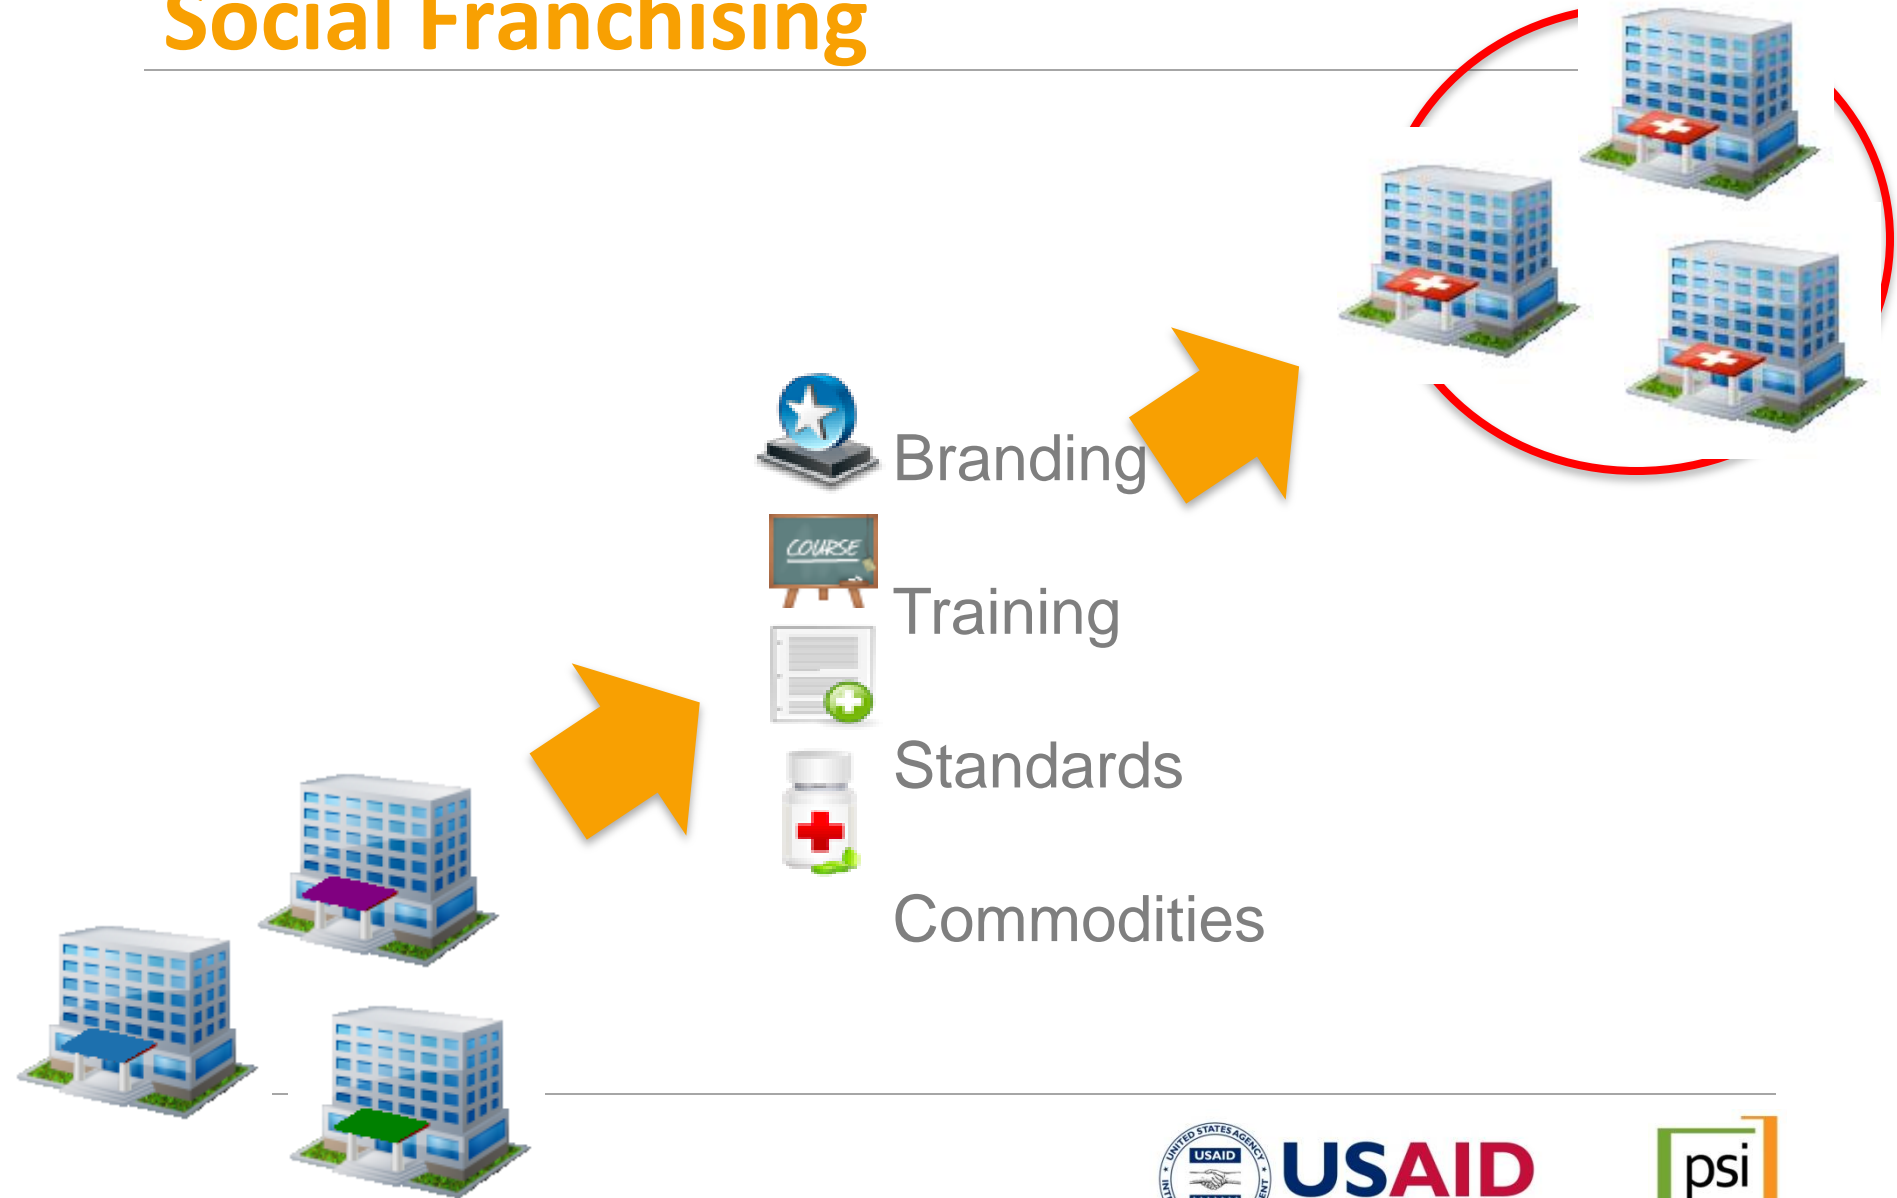 Social Franchising
Branding
COURSE
Training
Standards
Commodities
UNITED STATES AGENCY
USAID
USAID
psi